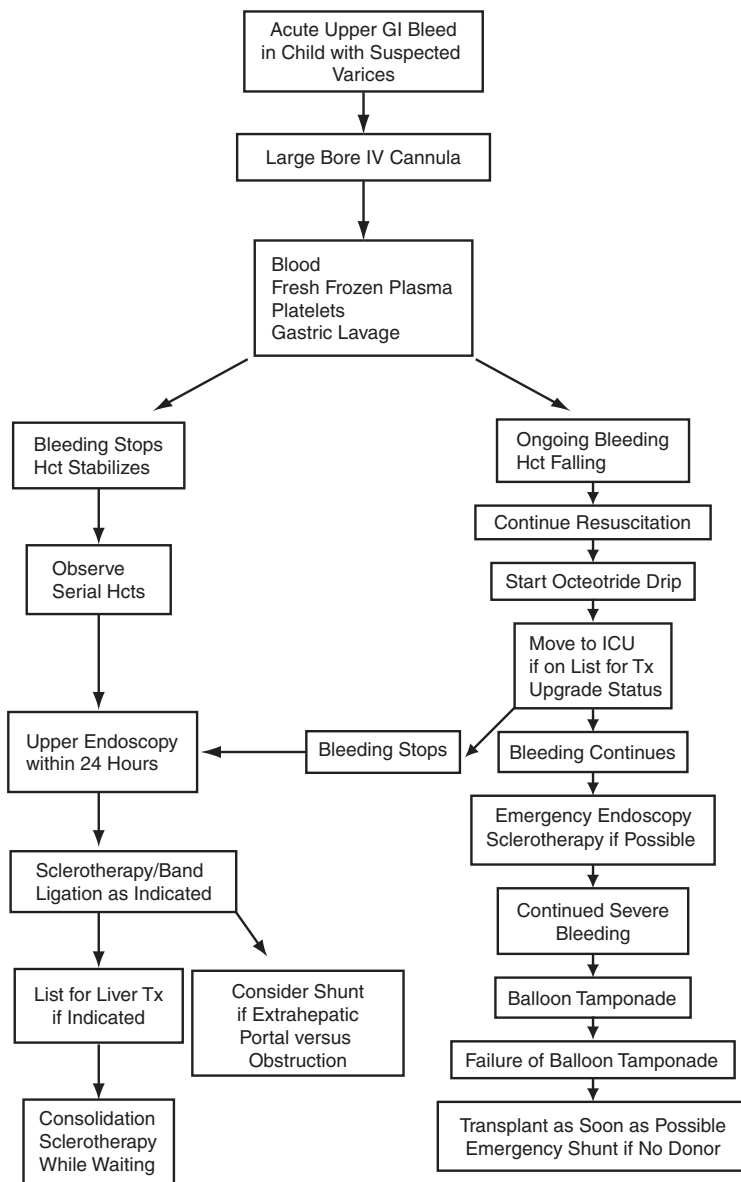 Acute Upper GI Bleed
in Child with Suspected
Varices
Large Bore IV Cannula
Blood
Fresh Frozen Plasma
Platelets
Gastric Lavage
Bleeding Stops
Hct Stabilizes
Observe
Serial Hcts
Upper Endoscopy
within 24 Hours
Sclerotherapy/Band
Ligation as Indicated
List for Liver Tx
if Indicated
Consolidation
Sclerotherapy
While Waiting
Consider Shunt
if Extrahepatic
Portal versus
Obstruction
Bleeding Stops
Ongoing Bleeding
Hct Falling
Continue Resuscitation
Start Octeotride Drip
Move to ICU
if on List for Tx
Upgrade Status
Bleeding Continues
Emergency Endoscopy
Sclerotherapy if Possible
Continued Severe
Bleeding
Balloon Tamponade
Failure of Balloon Tamponade
Transplant as Soon as Possible
Emergency Shunt if No Donor